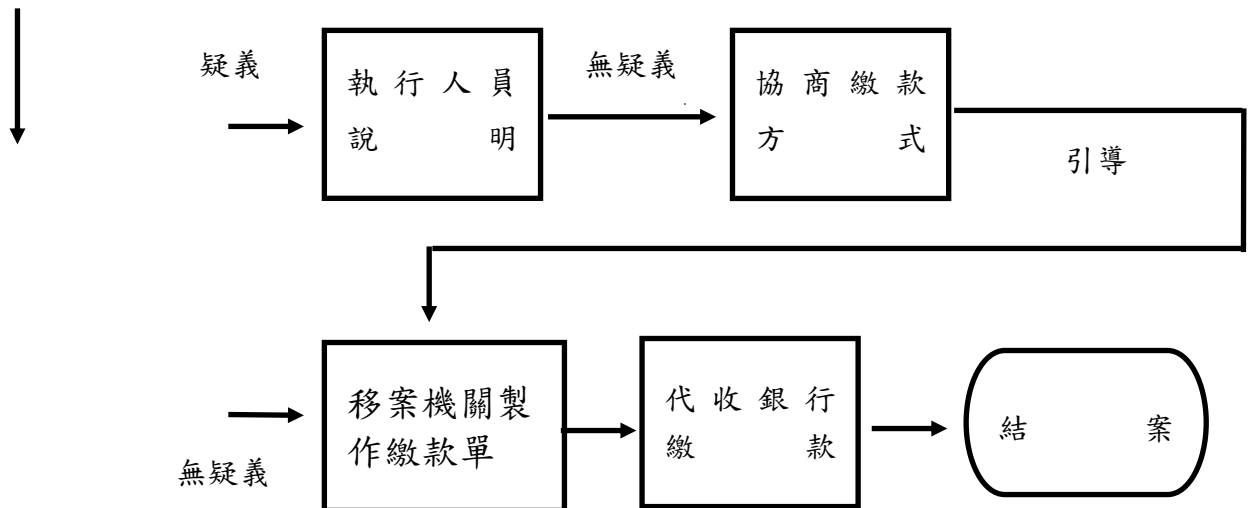 疑義
執行人員
說明
無疑義
協商繳款
方式
引導
移案機關製
作繳款單
代收銀行
繳款
結案
無疑義